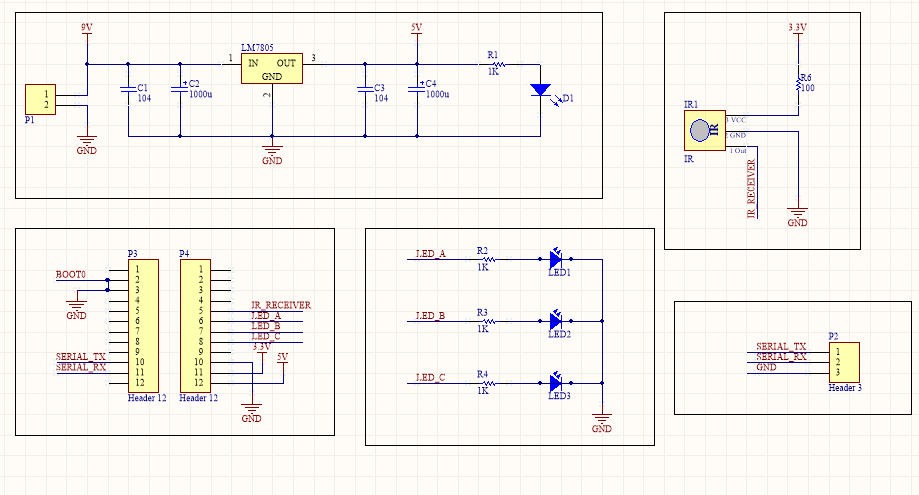 9V
5V
LM7805
1 IN OUT 3
GND
2
C1
104
C2
1000u
C3
104
C4
1000u
R1
1K
D1
1
2
P1
GND
GND
3.3V
R6
100
IR1
IR
3 VCC
2 GND
1 Out
IR
IR_RECEIVER
GND
P3
1
2
3
4
5
6
7
8
9
10
11
12
Header 12
BOOT0
GND
SERIAL_TX
SERIAL_RX
P4
1
2
3
4
5
6
7
8
9
10
11
12
Header 12
IR_RECEIVER
LED_A
LED_B
LED_C
3.3V
5V
GND
LED_A
R2
1K
LED1
LED_B
R3
1K
LED2
LED_C
R4
1K
LED3
GND
P2
SERIAL_TX
SERIAL_RX
GND
1
2
3
Header 3